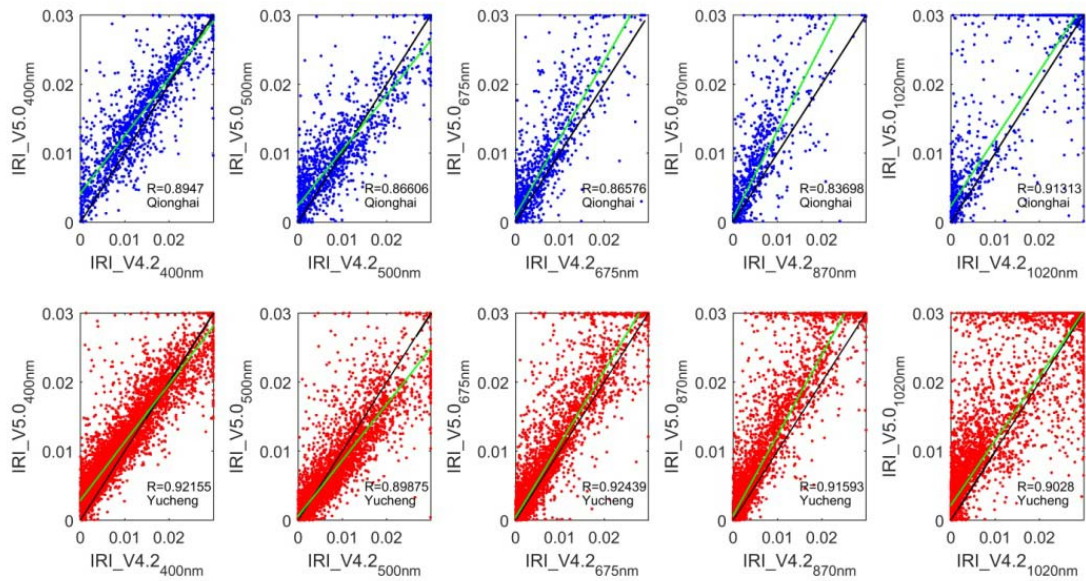 0.03 0.03 0.03 0.03 0.03
0.02 0.02 0.02 0.02 0.02
0.01 0.01 0.01 0.01 0.01
0 0 0 0 0
IRI_V5.0400nm IRI_V5.0500nm IRI_V5.0675nm IRI_V5.0870nm IRI_V5.01020nm
R=0.8947 R=0.86606 R=0.86576 R=0.83698 R=0.91313
Qionghai Qionghai Qionghai Qionghai Qionghai
0 0.01 0.02 0 0.01 0.02 0 0.01 0.02 0 0.01 0.02 0 0.01 0.02
IRI_V4.2400nm IRI_V4.2500nm IRI_V4.2675nm IRI_V4.2870nm IRI_V4.21020nm
0.03 0.03 0.03 0.03 0.03
0.02 0.02 0.02 0.02 0.02
0.01 0.01 0.01 0.01 0.01
0 0 0 0 0
IRI_V5.0400nm IRI_V5.0500nm IRI_V5.0675nm IRI_V5.0870nm IRI_V5.01020nm
R=0.92155 R=0.89875 R=0.92439 R=0.91593 R=0.9028
Yucheng Yucheng Yucheng Yucheng Yucheng
0 0.01 0.02 0 0.01 0.02 0 0.01 0.02 0 0.01 0.02 0 0.01 0.02
IRI_V4.2400nm IRI_V4.2500nm IRI_V4.2675nm IRI_V4.2870nm IRI_V4.21020nm